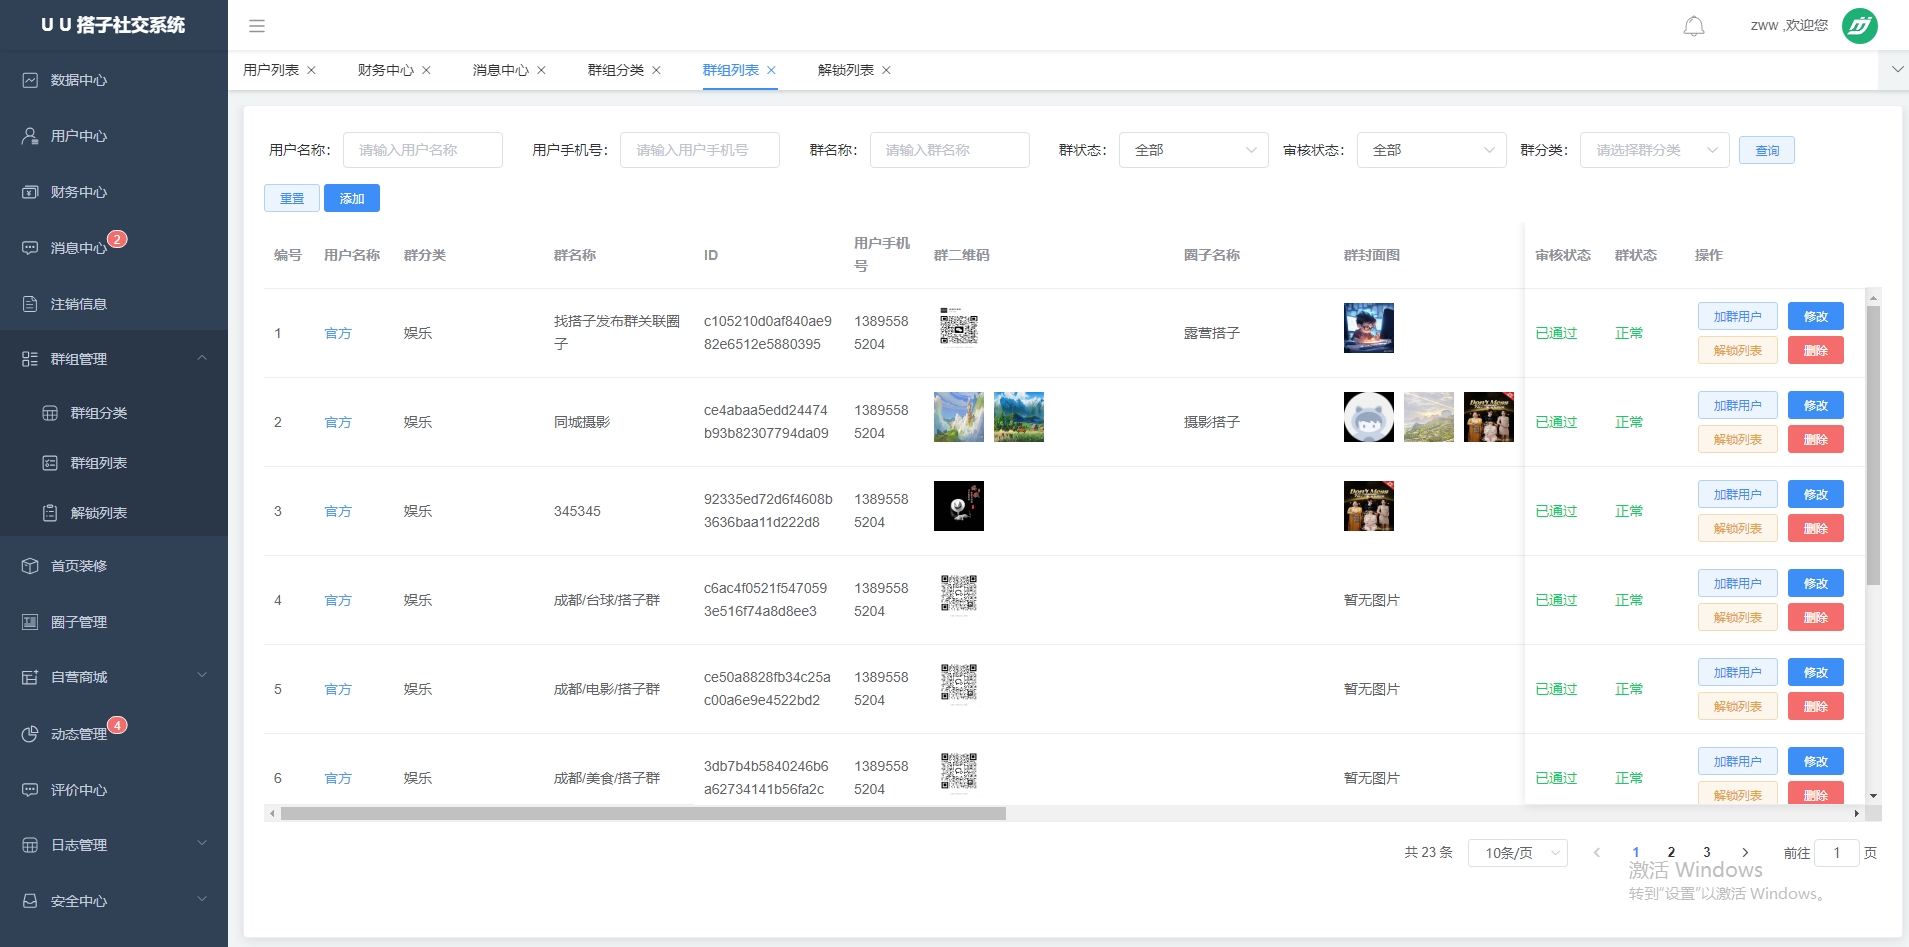 U U 搭子社交系统
zww ,欢迎您
数据中心
用户中心
财务中心
消息中心 2
注销信息
群组管理
群组分类
群组列表
解锁列表
首页装修
圈子管理
自营商城
动态管理 4
评价中心
日志管理
安全中心
用户列表 财务中心 消息中心 群组分类 群组列表 解锁列表
用户名称: 请输入用户名称 用户手机号: 请输入用户手机号 群名称: 请输入群名称 群状态: 全部 审核状态: 全部 群分类: 请选择群分类 查询
重置 添加
编号 用户名称 群分类 群名称 ID 用户手机号 群二维码 圈子名称 群封面图 审核状态 群状态 操作
1 官方 娱乐 找搭子发布群关联圈子 c105210d0af840ae982e6512e5880395 13895585204 露营搭子 已通过 正常 加群用户 修改 解锁列表 删除
2 官方 娱乐 同城摄影 ce4abaa5edd24474b93b82307794da09 13895585204 摄影搭子 Don't Mess 已通过 正常 加群用户 修改 解锁列表 删除
3 官方 娱乐 345345 92335ed72d6f4608b3636baa11d222d8 13895585204 Don't Mess 已通过 正常 加群用户 修改 解锁列表 删除
4 官方 娱乐 成都/台球/搭子群 c6ac4f0521f5470593e516f74a8d8ee3 13895585204 暂无图片 已通过 正常 加群用户 修改 解锁列表 删除
5 官方 娱乐 成都/电影/搭子群 ce50a8828fb34c25ac00a6e9e4522bd2 13895585204 暂无图片 已通过 正常 加群用户 修改 解锁列表 删除
6 官方 娱乐 成都/美食/搭子群 3db7b4b5840246b6a62734141b56fa2c 13895585204 暂无图片 已通过 正常 加群用户 修改 解锁列表 删除
共 23 条 10条/页 1 2 3 前往 1 页
激活 Windows
转到“设置”以激活 Windows。